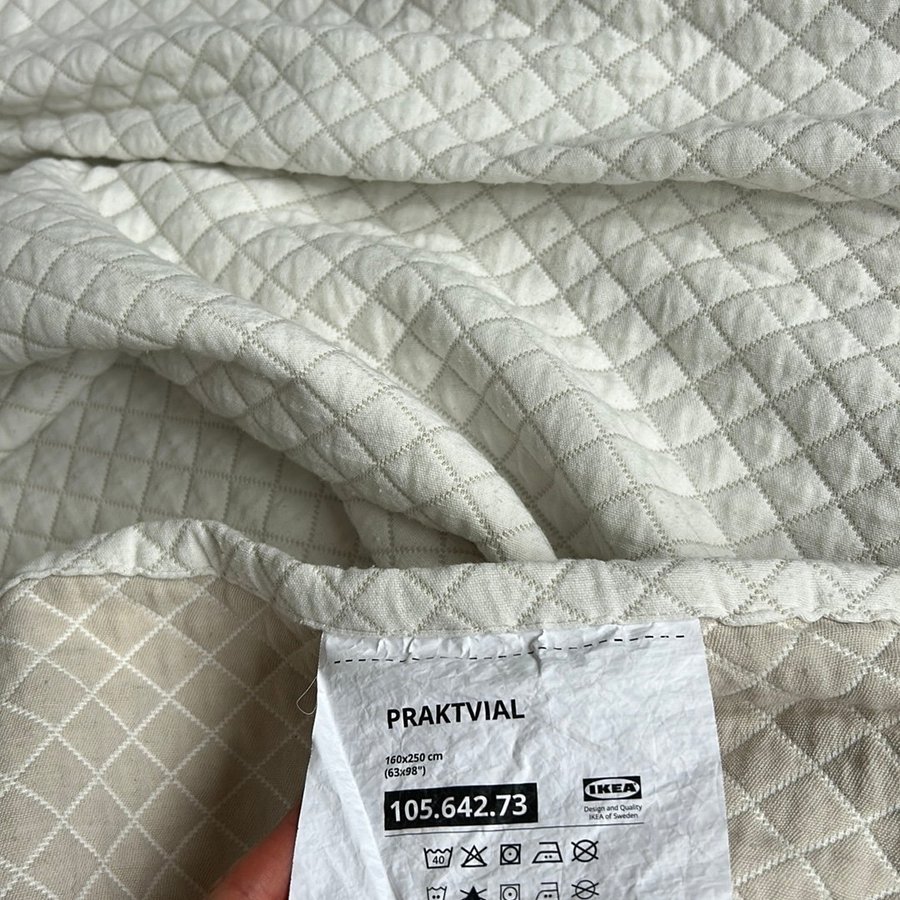 PRAKTVIAL
160x250 cm
(63x98")
105.642.73
IKEA
Design and Quality
IKEA of Sweden
40